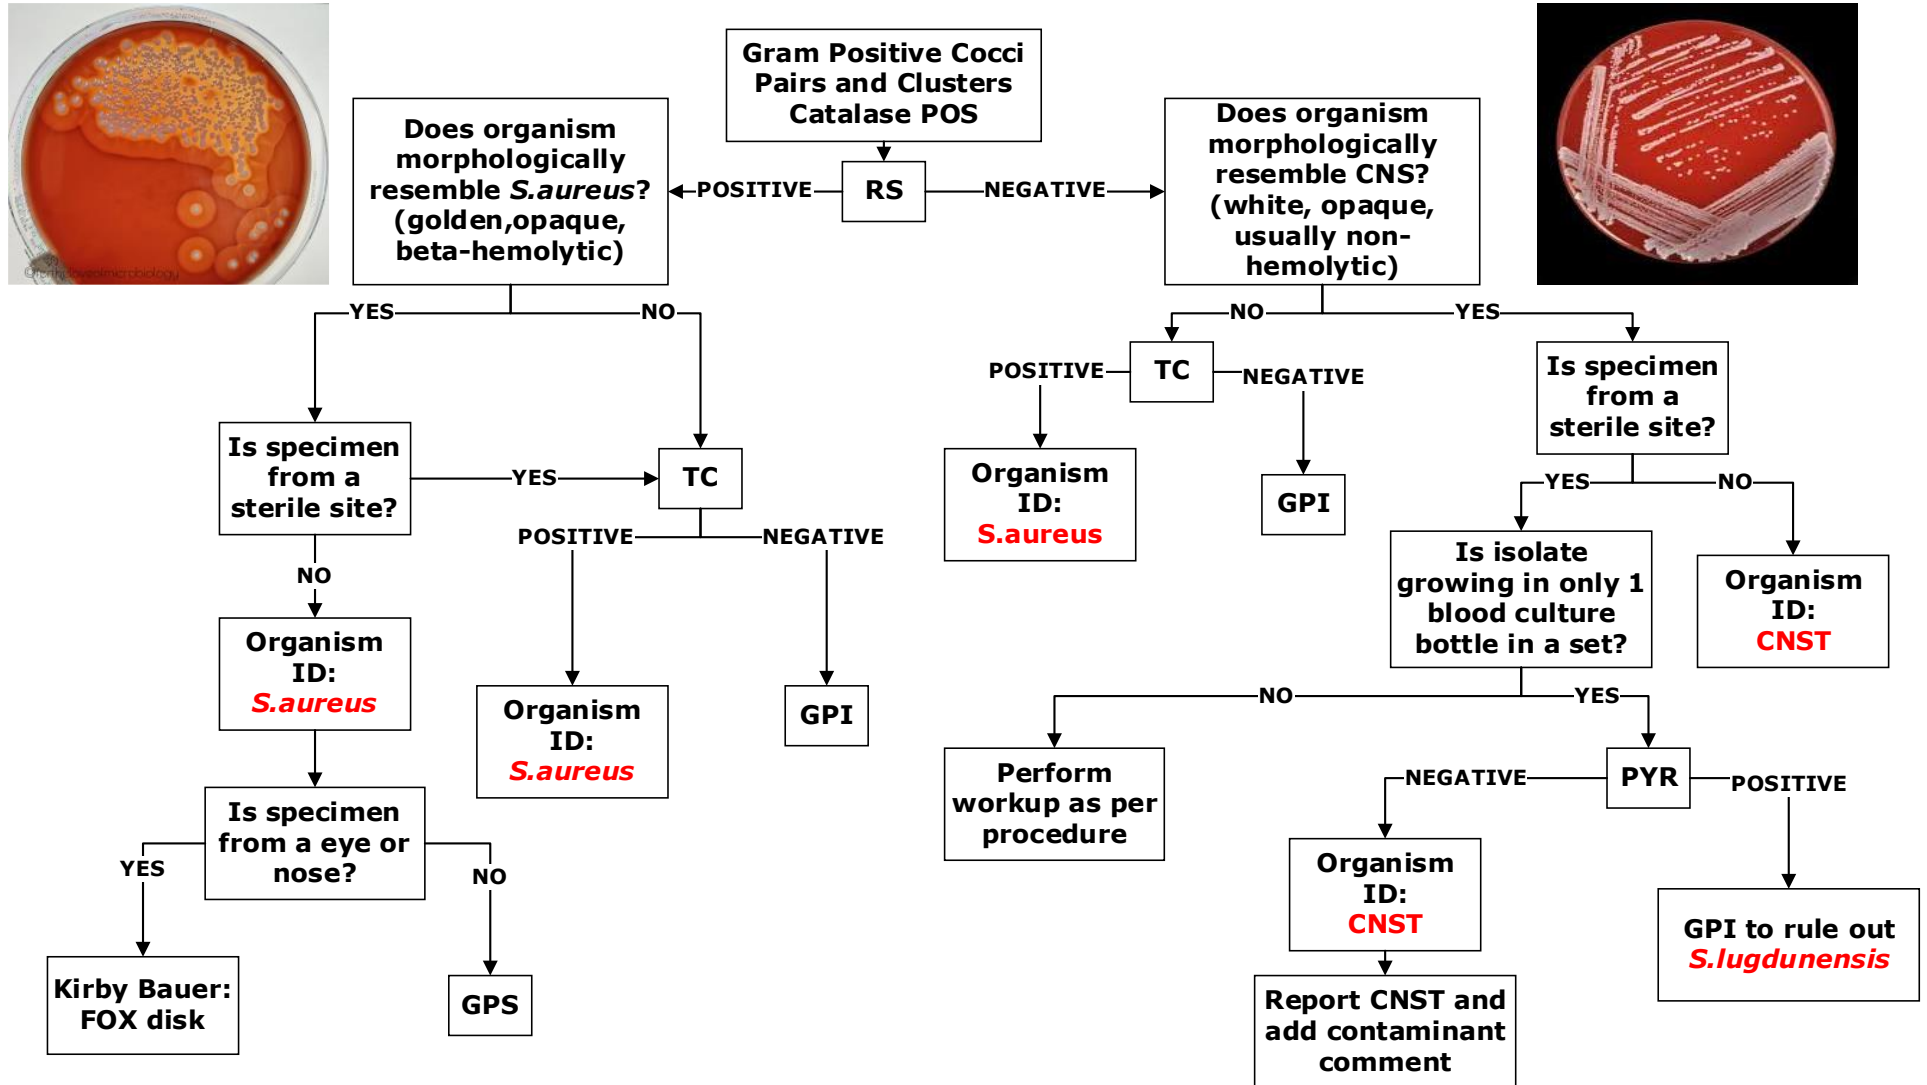 Gram Positive Cocci
Pairs and Clusters
Catalase POS
Does organism
morphologically
resemble S.aureus?
(golden,opaque,
beta-hemolytic)
POSITIVE
RS
NEGATIVE
Does organism
morphologically
resemble CNS?
(white, opaque,
usually non-
hemolytic)
YES
NO
NO
YES
TC
POSITIVE
NEGATIVE
Is specimen
from a
sterile site?
Is specimen
from a
sterile site?
YES
TC
Organism
ID:
S.aureus
GPI
YES
NO
POSITIVE
NEGATIVE
NO
Is isolate
growing in only 1
blood culture
bottle in a set?
Organism
ID:
CNST
Organism
ID:
S.aureus
Organism
ID:
S.aureus
GPI
NO
YES
Perform
workup as per
procedure
NEGATIVE
PYR
POSITIVE
Is specimen
from a eye or
nose?
YES
NO
Organism
ID:
CNST
GPI to rule out
S.lugdunensis
Kirby Bauer:
FOX disk
GPS
Report CNST and
add contaminant
comment